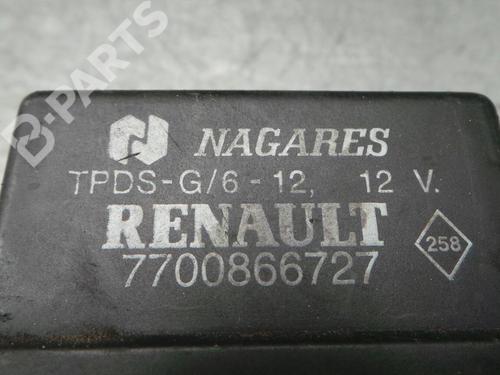 B-PARTS
NAGARES
TPDS-G/6-12, 12 V.
RENAULT
258
7700866727